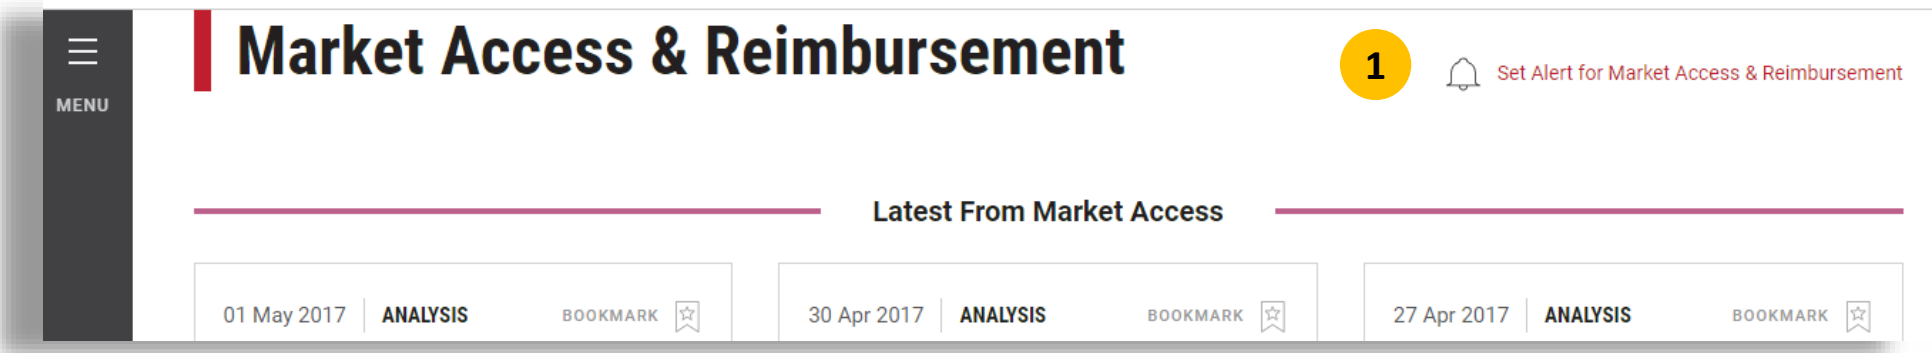 MENU
Market Access & Reimbursement
1
Set Alert for Market Access & Reimbursement
Latest From Market Access
01 May 2017 ANALYSIS BOOKMARK
30 Apr 2017 ANALYSIS BOOKMARK
27 Apr 2017 ANALYSIS BOOKMARK